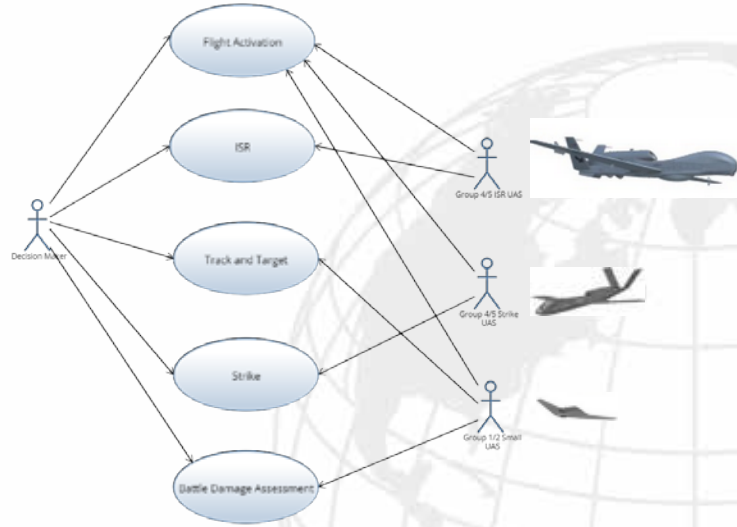 Flight Activation
ISR
Group 4/5 ISR UAS
Decision Maker
Track and Target
Group 4/5 Strike
UAS
Strike
Group 1/2 Small
UAS
Battle Damage Assessment